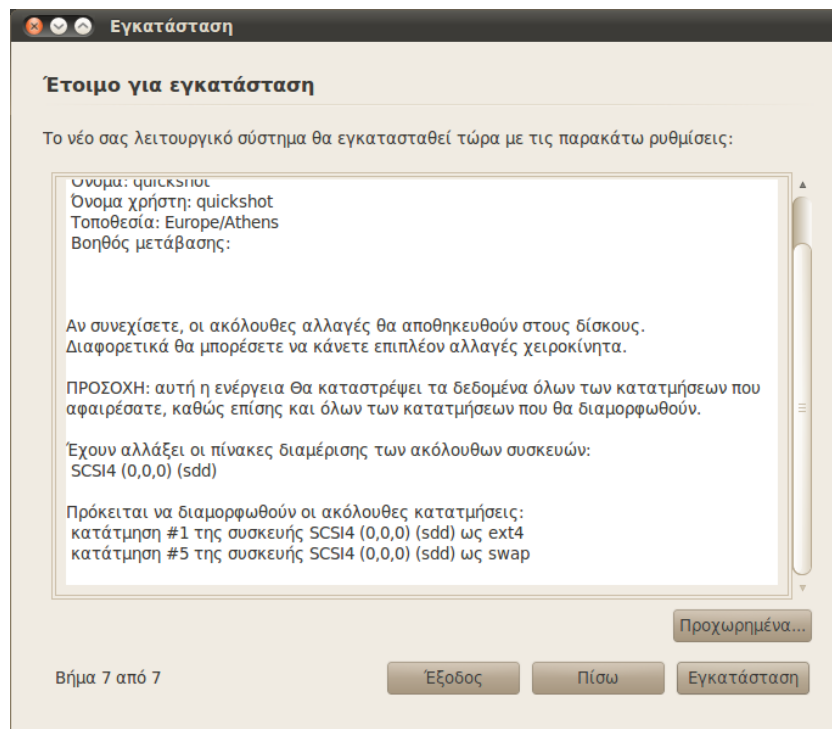 Εγκατάσταση
Έτοιμο για εγκατάσταση
Το νέο σας λειτουργικό σύστημα θα εγκατασταθεί τώρα με τις παρακάτω ρυθμίσεις:
Όνομα: quickshot
Όνομα χρήστη: quickshot
Τοποθεσία: Europe/Athens
Βοηθός μετάβασης:
Αν συνεχίσετε, οι ακόλουθες αλλαγές θα αποθηκευθούν στους δίσκους.
Διαφορετικά θα μπορέσετε να κάνετε επιπλέον αλλαγές χειροκίνητα.
ΠΡΟΣΟΧΗ: αυτή η ενέργεια Θα καταστρέψει τα δεδομένα όλων των κατατμήσεων που
αφαιρέσατε, καθώς επίσης και όλων των κατατμήσεων που θα διαμορφωθούν.
Έχουν αλλάξει οι πίνακες διαμέρισης των ακόλουθων συσκευών:
SCSI4 (0,0,0) (sdd)
Πρόκειται να διαμορφωθούν οι ακόλουθες κατατμήσεις:
κατάτμηση #1 της συσκευής SCSI4 (0,0,0) (sdd) ως ext4
κατάτμηση #5 της συσκευής SCSI4 (0,0,0) (sdd) ως swap
Προχωρημένα...
Βήμα 7 από 7
Έξοδος
Πίσω
Εγκατάσταση